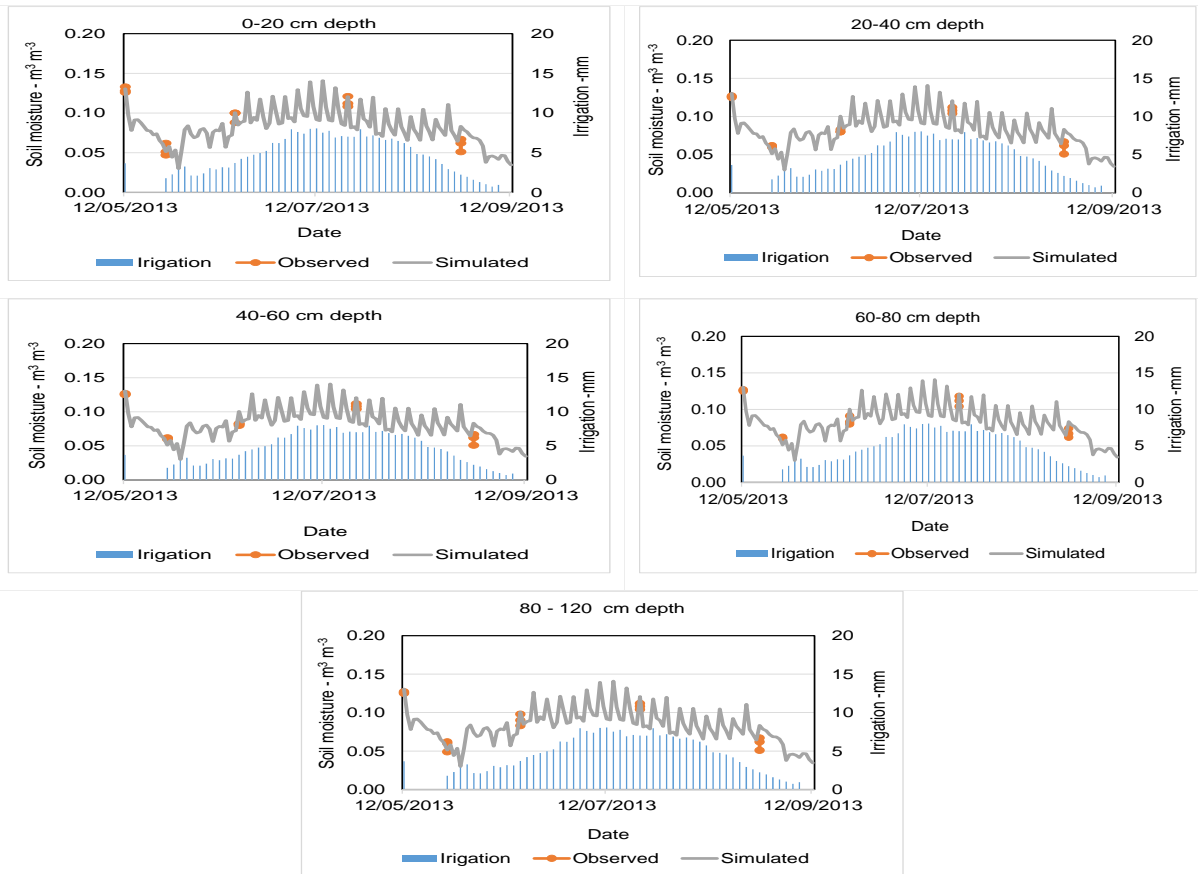 0-20 cm depth
Soil moisture - m³ m⁻³
0.20
0.15
0.10
0.05
0.00
20
15
10
5
0
Irrigation -mm
12/05/2013 12/07/2013 12/09/2013
Date
Irigation Observed Simulated
20-40 cm depth
Soil moisture - m³ m⁻³
0.20
0.15
0.10
0.05
0.00
20
15
10
5
0
Irrigation -mm
12/05/2013 12/07/2013 12/09/2013
Date
Irigation Observed Simulated
40-60 cm depth
Soil moisture - m³ m⁻³
0.20
0.15
0.10
0.05
0.00
20
15
10
5
0
Irrigation -mm
12/05/2013 12/07/2013 12/09/2013
Date
Irigation Observed Simulated
60-80 cm depth
Soil moisture - m³ m⁻³
0.20
0.15
0.10
0.05
0.00
20
15
10
5
0
Irrigation -mm
12/05/2013 12/07/2013 12/09/2013
Date
Irigation Observed Simulated
80 - 120 cm depth
Soil moisture - m³ m⁻³
0.20
0.15
0.10
0.05
0.00
20
15
10
5
0
Irrigation -mm
12/05/2013 12/07/2013 12/09/2013
Date
Irigation Observed Simulated